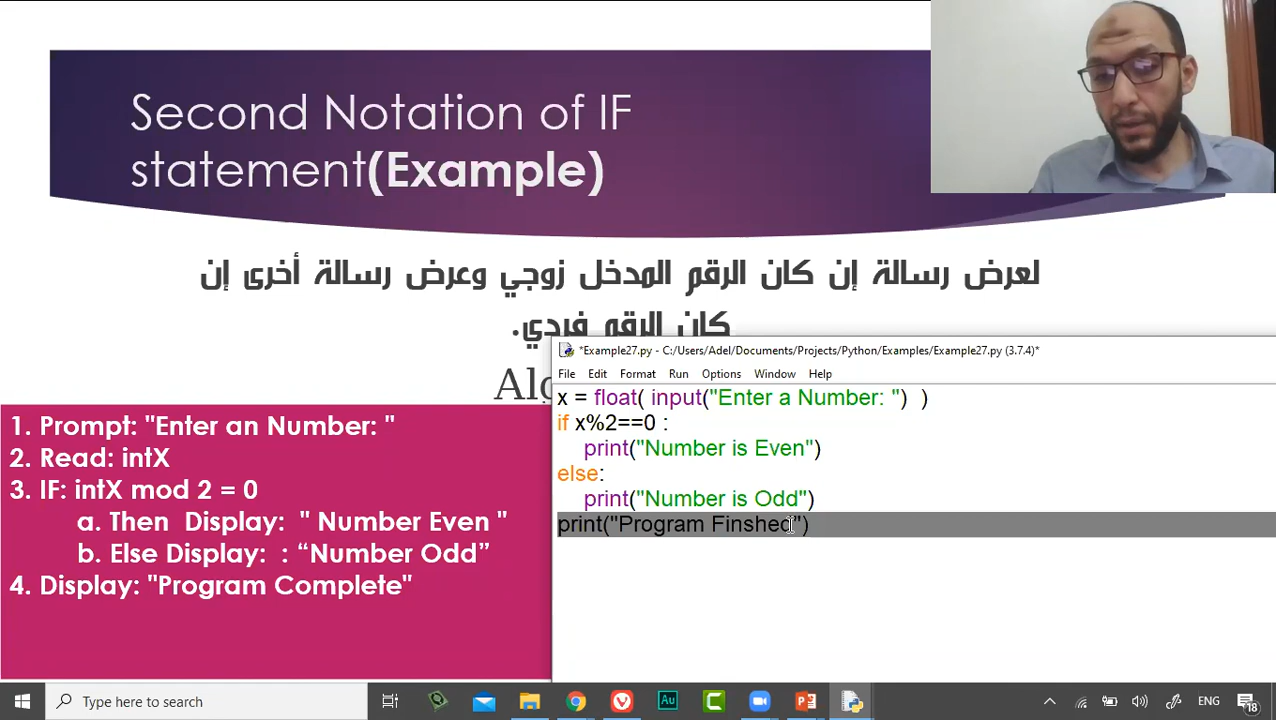 Second Notation of IF
statement(Example)
لعرض رسالة إن كان الرقم المدخل زوجي وعرض رسالة أخرى إن
كان الرقم فردي.
1. Prompt: "Enter an Number: "
2. Read: intX
3. IF: intX mod 2 = 0
a. Then Display: " Number Even "
b. Else Display: : “Number Odd”
4. Display: "Program Complete"
*Example27.py - C:/Users/Adel/Documents/Projects/Python/Examples/Example27.py (3.7.4)*
File Edit Format Run Options Window Help
x = float( input("Enter a Number: ") )
if x%2==0 :
print("Number is Even")
else:
print("Number is Odd")
print("Program Finshed")
Type here to search
ENG
18